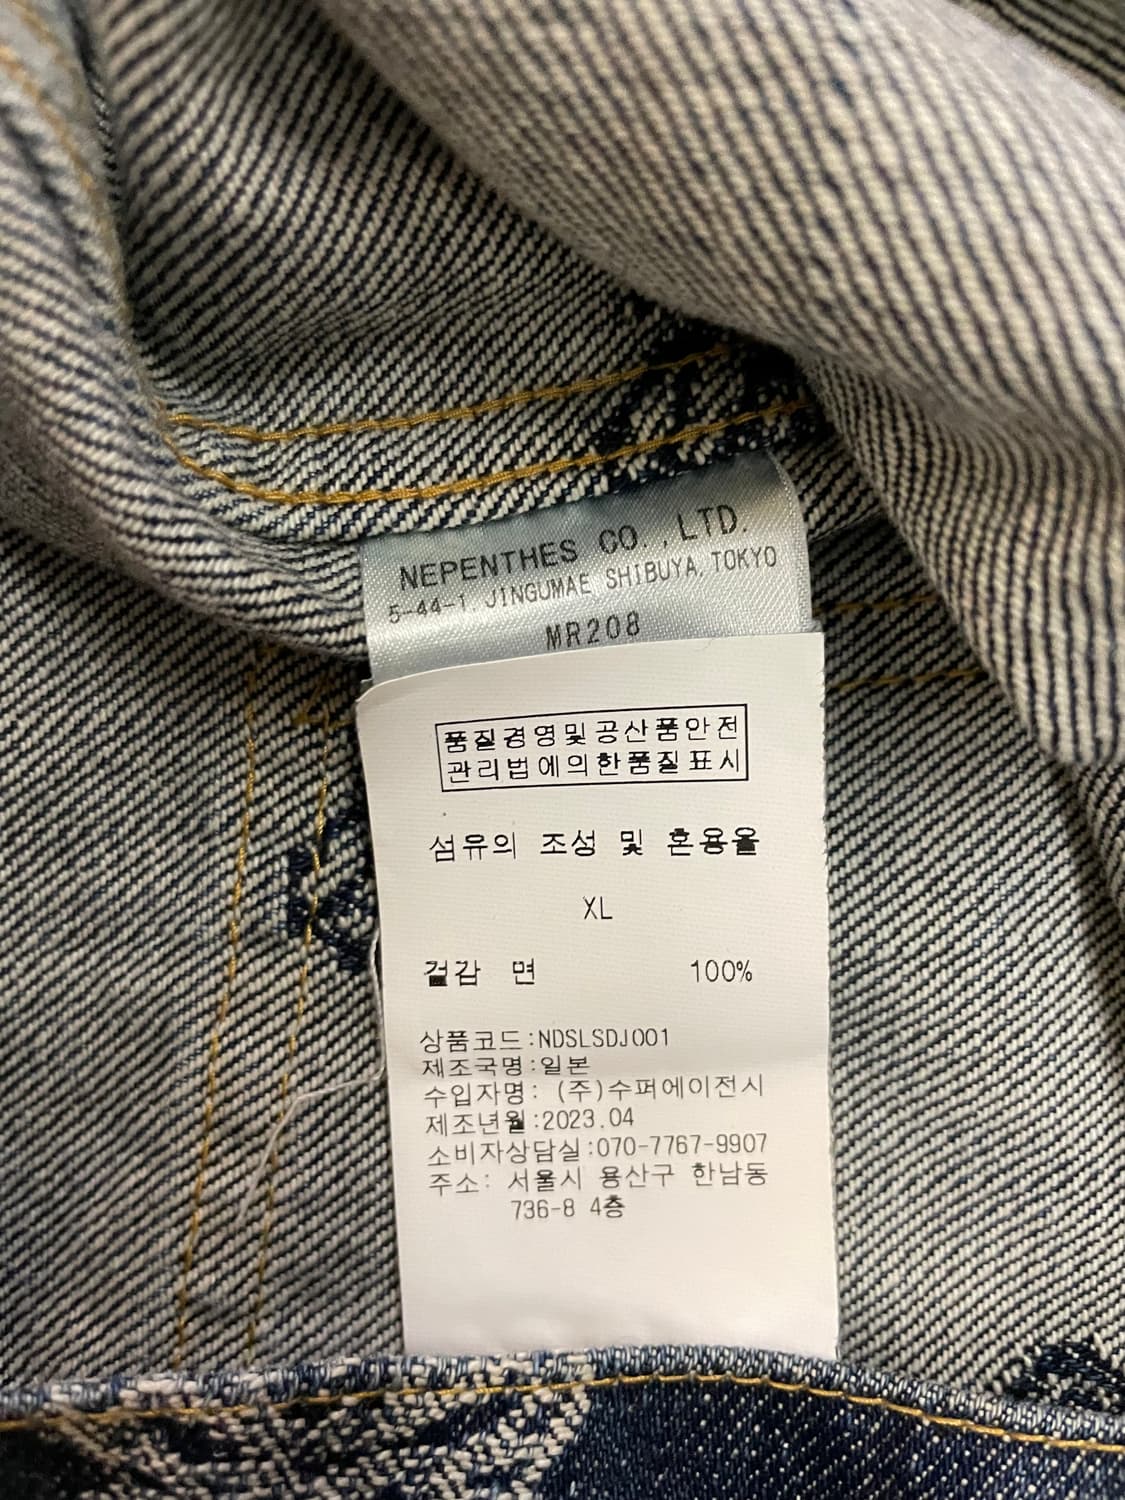 NEPENTHES CO.,LTD.
5-44-1, JINGUMAE SHIBUYA, TOKYO
MR208
품질경영및공산품안전
관리법에의한품질표시
섬유의 조성 및 혼용율
XL
겉감 면 100%
상품코드:NDSLSDJ001
제조국명:일본
수입자명: (주)수퍼에이전시
제조년월:2023.04
소비자상담실:070-7767-9907
주소: 서울시 용산구 한남동
736-8 4층